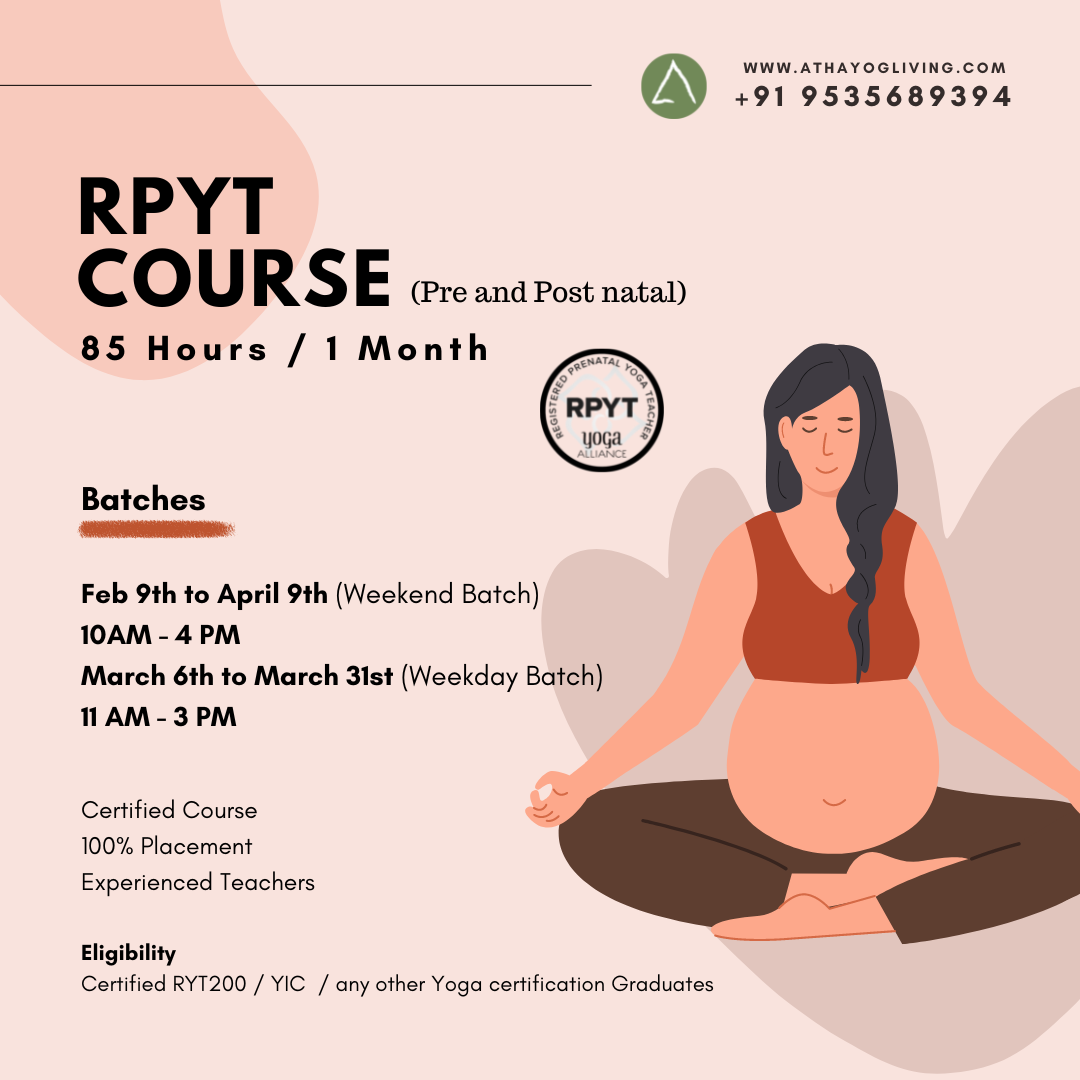 WWW.ATHAYOGLIVING.COM
+91 9535689394
RPYT
COURSE (Pre and Post natal)
85 Hours / 1 Month
REGISTERED PRENATAL YOGA TEACHER
RPYT
yoga
ALLIANCE
Batches
Feb 9th to April 9th (Weekend Batch)
10AM - 4 PM
March 6th to March 31st (Weekday Batch)
11 AM - 3 PM
Certified Course
100% Placement
Experienced Teachers
Eligibility
Certified RYT200 / YIC  / any other Yoga certification Graduates